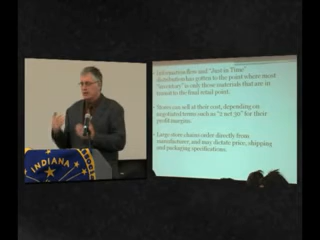 Information flow and "Just in Time"
distribution has gotten to the point where most
"Inventory" is only those materials that are in
transit to the final retail point.
Stores can sell at their cost, depending on
negotiated terms such as "2 net 30" for their
profit margins.
Large store chains order directly from
manufacturer, and may dictate price, shipping
and packaging specifications.
INDIANA